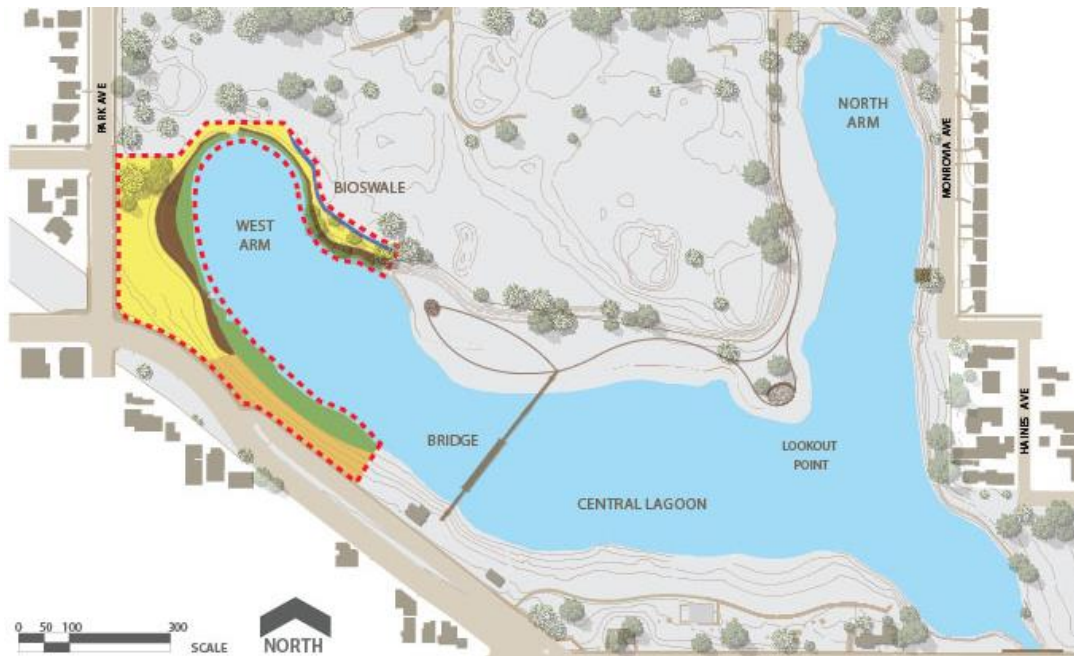 PARK AVE
NORTH
ARM
MONROVIA AVE
BIOSWALE
WEST
ARM
HAINES AVE
BRIDGE
LOOKOUT
POINT
CENTRAL LAGOON
0 50 100 300
SCALE
NORTH